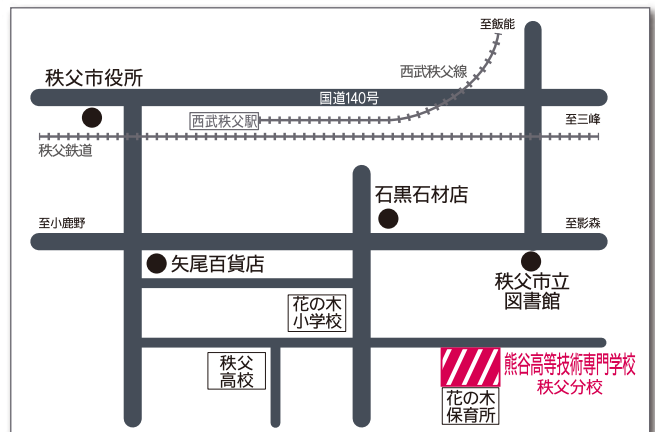 至飯能
秩父市役所
西武秩父線
国道140号
西武秩父駅
至三峰
秩父鉄道
石黒石材店
至小鹿野
至影森
矢尾百貨店
秩父市立
図書館
花の木
小学校
秩父
高校
熊谷高等技術専門学校
秩父分校
花の木
保育所